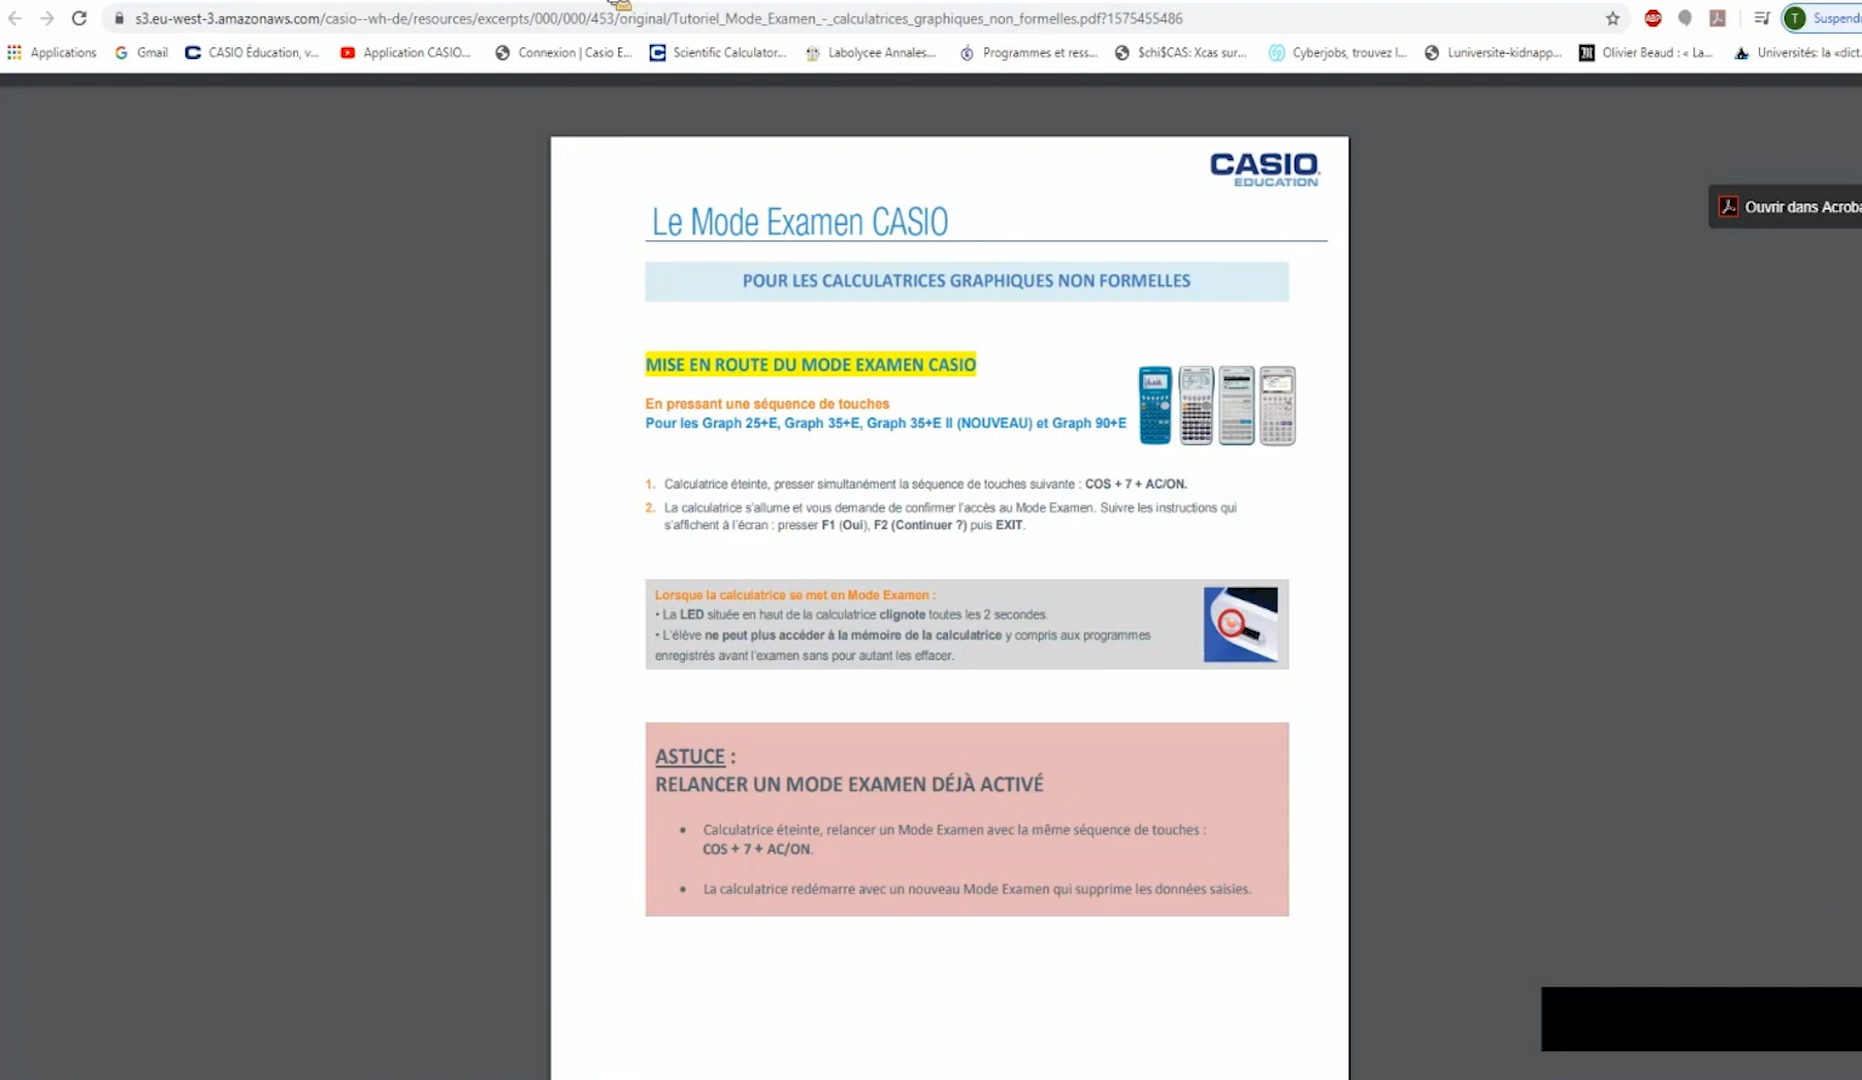 s3.eu-west-3.amazonaws.com/casio--wh-de/resources/excerpts/000/000/453/original/Tutoriel_Mode_Examen_-_calculatrices_graphiques_non_formelles.pdf?1575455486
ABP
T
Suspendu
Applications
Gmail
CASIO Éducation, v...
Application CASIO...
Connexion | Casio E...
Scientific Calculator...
Labolycee Annales...
Programmes et ress...
$chi$CAS: Xcas sur...
Cyberjobs, trouvez l...
Luniversite-kidnapp...
Olivier Beaud : « La...
Universités: la «dict
CASIO
EDUCATION
Ouvrir dans Acroba
Le Mode Examen CASIO
POUR LES CALCULATRICES GRAPHIQUES NON FORMELLES
MISE EN ROUTE DU MODE EXAMEN CASIO
En pressant une séquence de touches
Pour les Graph 25+E, Graph 35+E, Graph 35+E II (NOUVEAU) et Graph 90+E
1. Calculatrice éteinte, presser simultanément la séquence de touches suivante : COS + 7 + AC/ON.
2. La calculatrice s'allume et vous demande de confirmer l'accès au Mode Examen. Suivre les instructions qui
s'affichent à l'écran : presser F1 (Oui), F2 (Continuer ?) puis EXIT.
Lorsque la calculatrice se met en Mode Examen :
• La LED située en haut de la calculatrice clignote toutes les 2 secondes.
• L'élève ne peut plus accéder à la mémoire de la calculatrice y compris aux programmes
enregistrés avant l'examen sans pour autant les effacer.
ASTUCE :
RELANCER UN MODE EXAMEN DÉJÀ ACTIVÉ
• Calculatrice éteinte, relancer un Mode Examen avec la même séquence de touches :
COS + 7 + AC/ON.
• La calculatrice redémarre avec un nouveau Mode Examen qui supprime les données saisies.